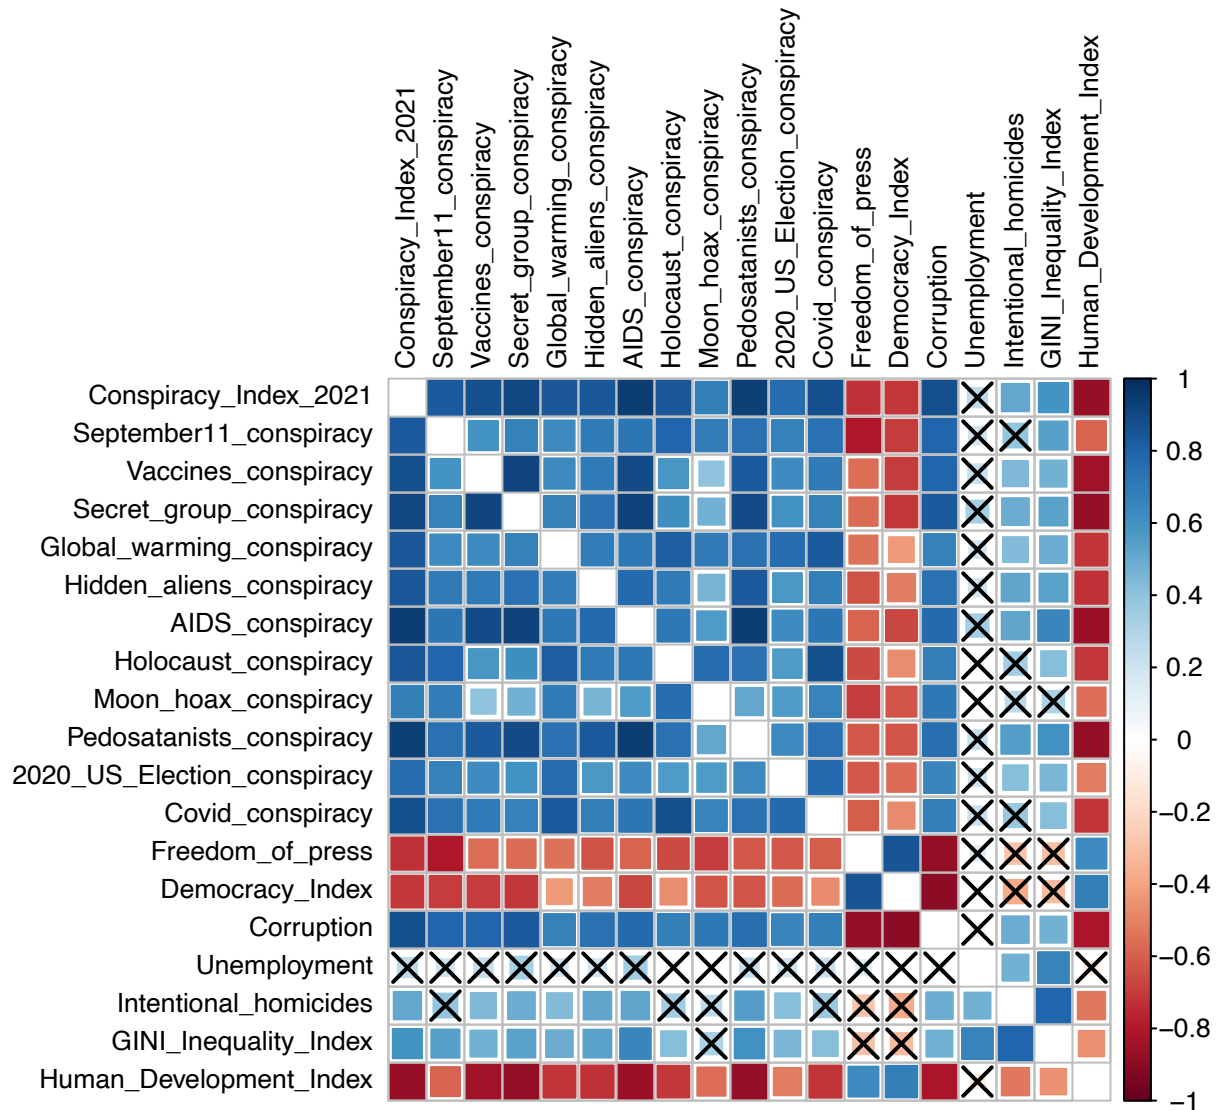 Conspiracy_Index_2021
September11_conspiracy
Vaccines_conspiracy
Secret_group_conspiracy
Global_warming_conspiracy
Hidden_aliens_conspiracy
AIDS_conspiracy
Holocaust_conspiracy
Moon_hoax_conspiracy
Pedosatanists_conspiracy
2020_US_Election_conspiracy
Covid_conspiracy
Freedom_of_press
Democracy_Index
Corruption
Unemployment
Intentional_homicides
GINI_Inequality_Index
Human_Development_Index
Conspiracy_Index_2021
September11_conspiracy
Vaccines_conspiracy
Secret_group_conspiracy
Global_warming_conspiracy
Hidden_aliens_conspiracy
AIDS_conspiracy
Holocaust_conspiracy
Moon_hoax_conspiracy
Pedosatanists_conspiracy
2020_US_Election_conspiracy
Covid_conspiracy
Freedom_of_press
Democracy_Index
Corruption
Unemployment
Intentional_homicides
GINI_Inequality_Index
Human_Development_Index
1
0.8
0.6
0.4
0.2
0
−0.2
−0.4
−0.6
−0.8
−1